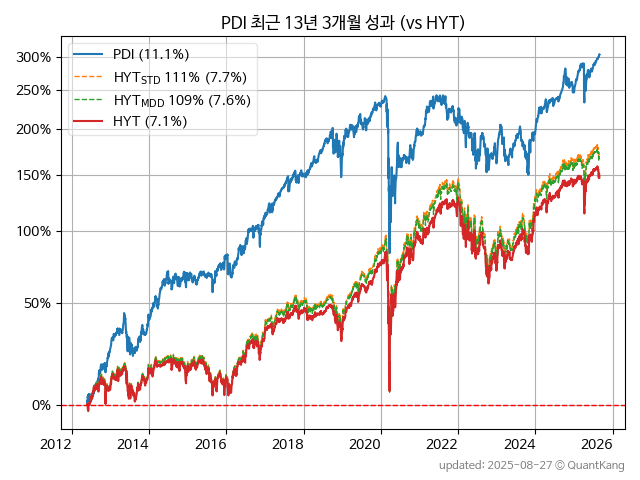 PDI 최근 13년 3개월 성과 (vs HYT)
PDI (11.1%)
HYT_STD 111% (7.7%)
HYT_MDD 109% (7.6%)
HYT (7.1%)
300%
250%
200%
150%
100%
50%
0%
2012 2014 2016 2018 2020 2022 2024 2026
updated: 2025-08-27 © QuantKang